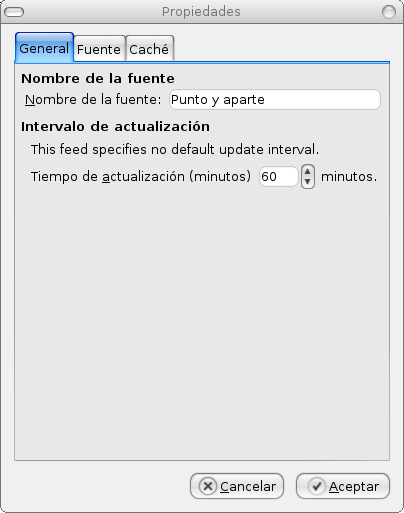 Propiedades
General Fuente Caché
Nombre de la fuente
Nombre de la fuente: Punto y aparte
Intervalo de actualización
This feed specifies no default update interval.
Tiempo de actualización (minutos) 60 minutos.
Cancelar Aceptar